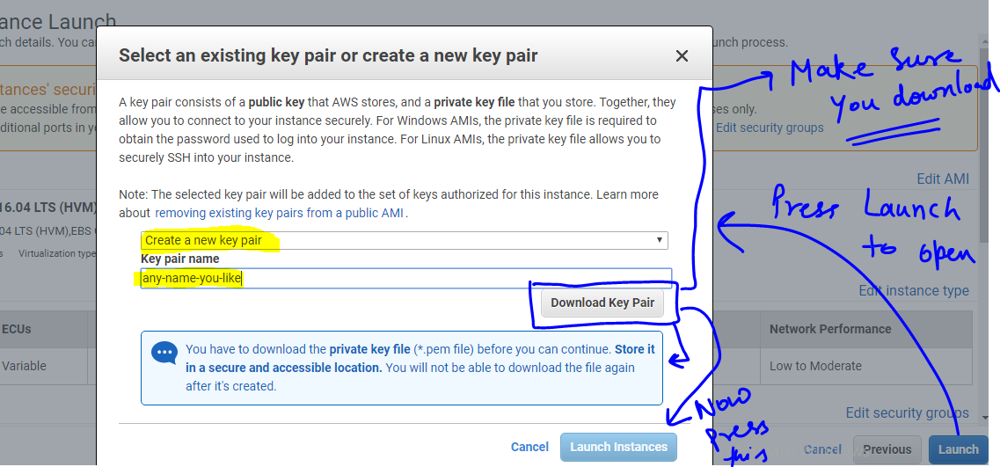 ance Launch
ch details. You ca
unch process.
Select an existing key pair or create a new key pair
Make Sure
you download
tances' securi
e accessible from
ses only.
ditional ports in yo
Edit security groups
A key pair consists of a public key that AWS stores, and a private key file that you store. Together, they
allow you to connect to your instance securely. For Windows AMIs, the private key file is required to
obtain the password used to log into your instance. For Linux AMIs, the private key file allows you to
securely SSH into your instance.
Edit AMI
Note: The selected key pair will be added to the set of keys authorized for this instance. Learn more
about removing existing key pairs from a public AMI.
16.04 LTS (HVM)
04 LTS (HVM),EBS
s Virtualization type
Press Launch
to open
Create a new key pair
Key pair name
any-name-you-like
Edit instance type
Download Key Pair
ECUs
Network Performance
Variable
Low to Moderate
You have to download the private key file (*.pem file) before you can continue. Store it
in a secure and accessible location. You will not be able to download the file again
after it's created.
Now
press
this
Edit security groups
Cancel
Launch Instances
Cancel
Previous
Launch